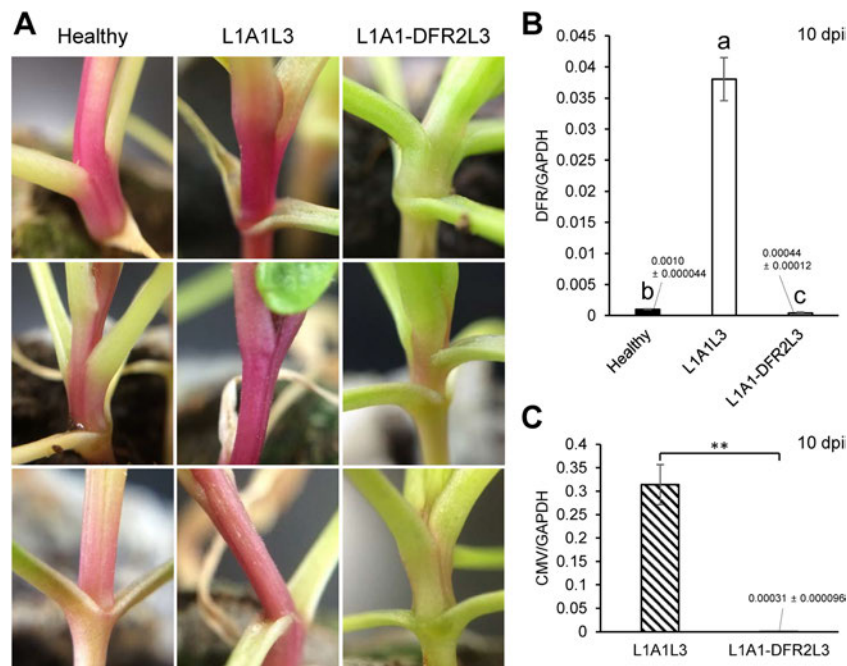 A
Healthy
L1A1L3
L1A1-DFR2L3
B
10 dpi
DFR/GAPDH
0.045
0.04
0.035
0.03
0.025
0.02
0.015
0.01
0.005
0
a
b
c
0.0010
± 0.000044
0.00044
± 0.00012
Healthy
L1A1L3
L1A1-DFR2L3
C
10 dpi
CMV/GAPDH
0.4
0.35
0.3
0.25
0.2
0.15
0.1
0.05
0
**
0.00031 ± 0.000096
L1A1L3
L1A1-DFR2L3